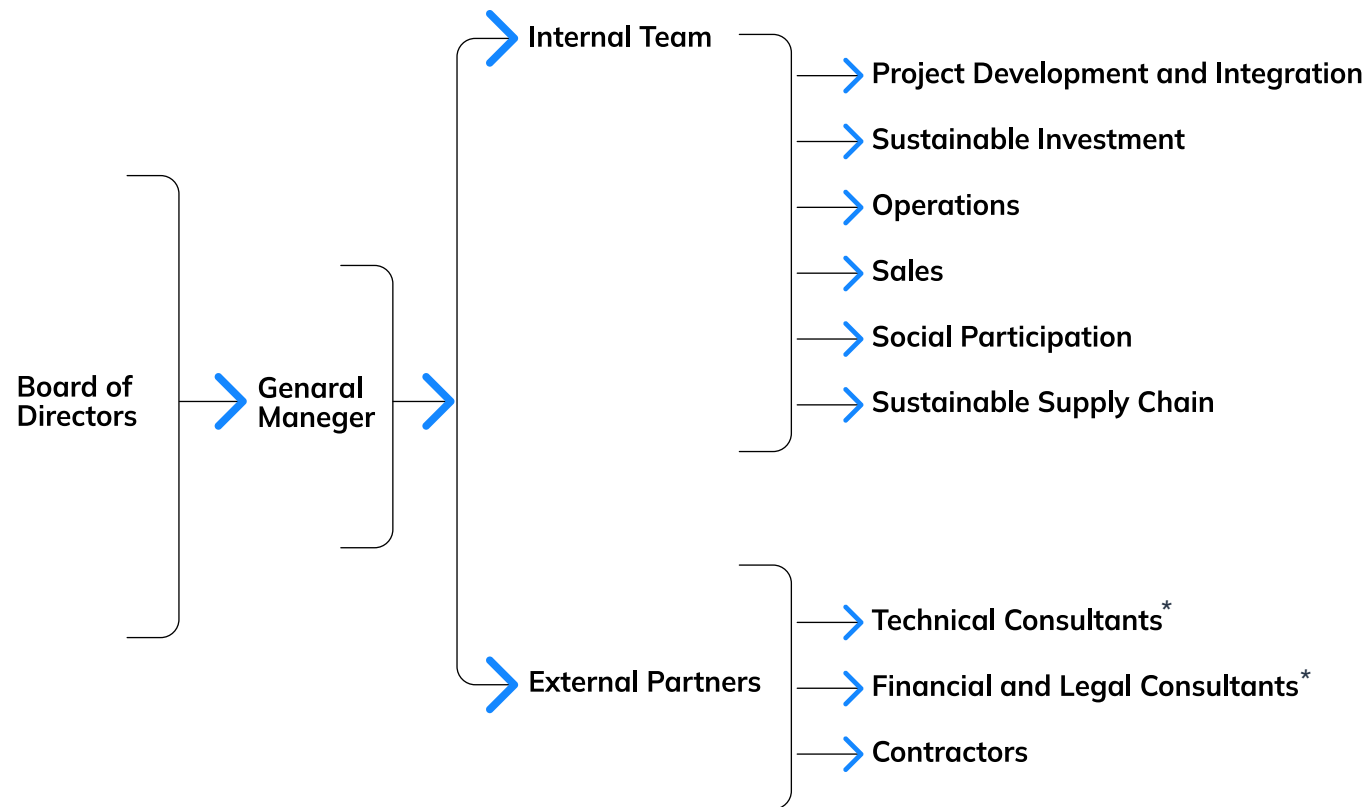 Internal Team
Project Development and Integration
Sustainable Investment
Operations
Sales
Social Participation
Sustainable Supply Chain
Board of
Directors
Genaral
Maneger
External Partners
Technical Consultants*
Financial and Legal Consultants*
Contractors